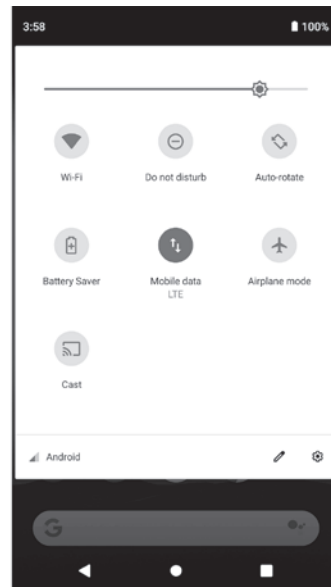 3:58 100%
Wi-Fi Do not disturb Auto-rotate
Battery Saver Mobile data Airplane mode
LTE
Cast
Android
G